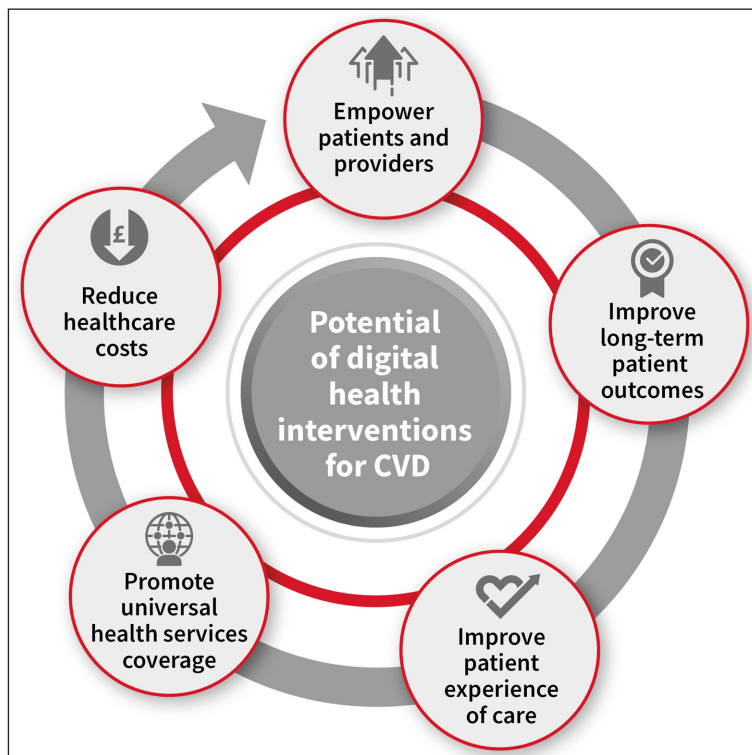 Empower
patients and
providers
Improve
long-term
patient
outcomes
Improve
patient
experience
of care
Promote
universal
health services
coverage
£
Reduce
healthcare
costs
Potential
of digital
health
interventions
for CVD